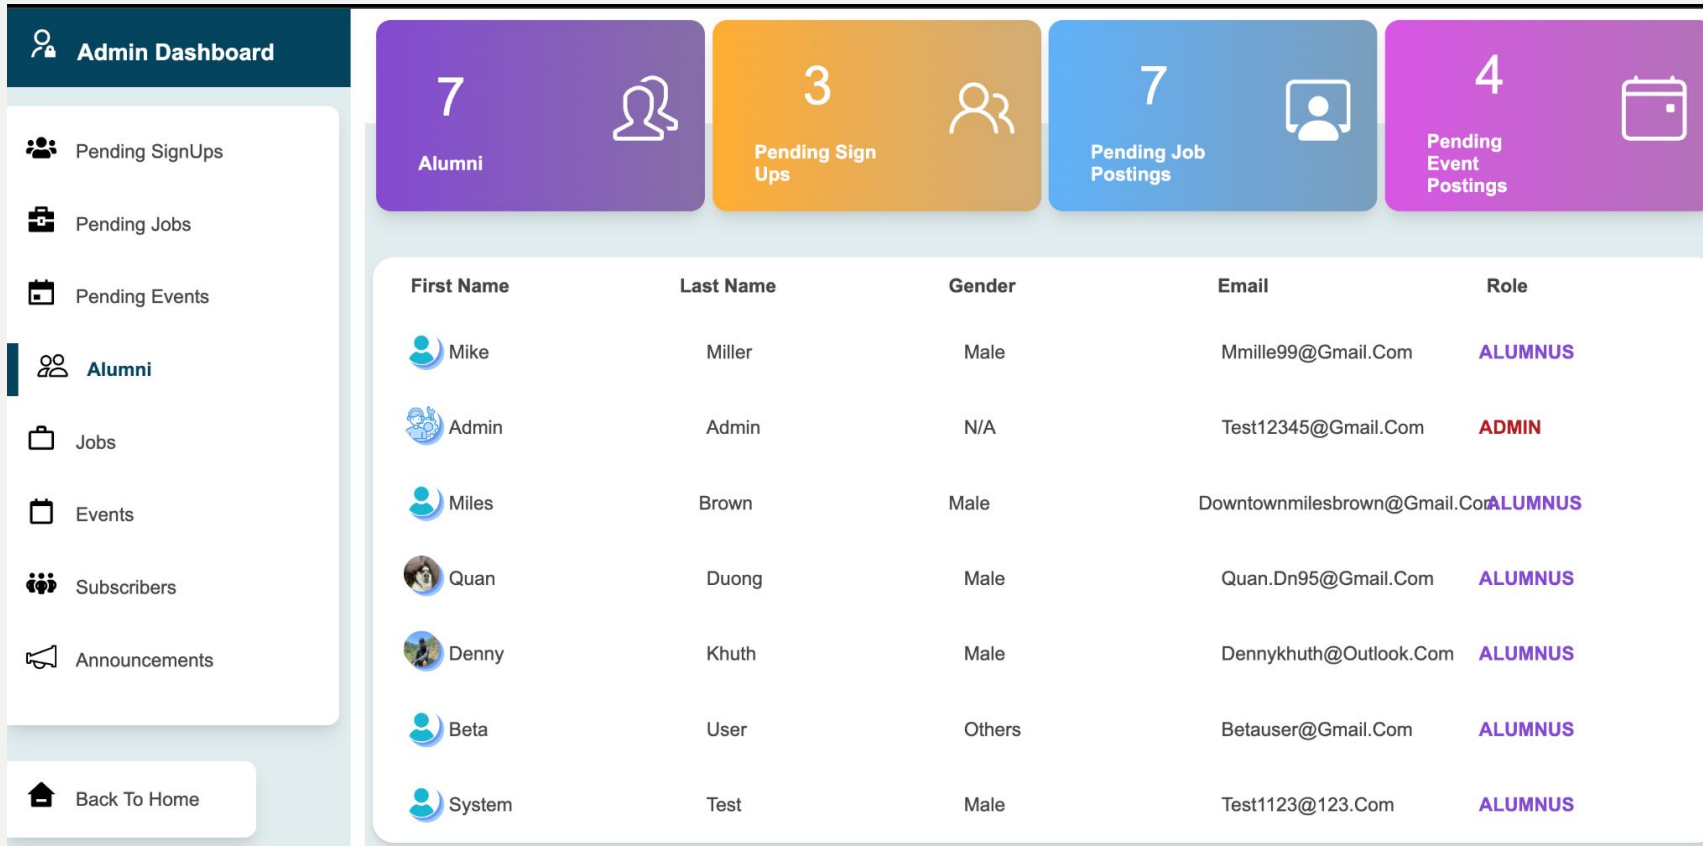 Admin Dashboard
Pending SignUps
Pending Jobs
Pending Events
Alumni
Jobs
Events
Subscribers
Announcements
Back To Home
7
Alumni
3
Pending Sign
Ups
7
Pending Job
Postings
4
Pending
Event
Postings
First Name Last Name Gender Email Role
Mike Miller Male Mmille99@Gmail.Com ALUMNUS
Admin Admin N/A Test12345@Gmail.Com ADMIN
Miles Brown Male Downtownmilesbrown@Gmail.Com ALUMNUS
Quan Duong Male Quan.Dn95@Gmail.Com ALUMNUS
Denny Khuth Male Dennykhuth@Outlook.Com ALUMNUS
Beta User Others Betauser@Gmail.Com ALUMNUS
System Test Male Test1123@123.Com ALUMNUS